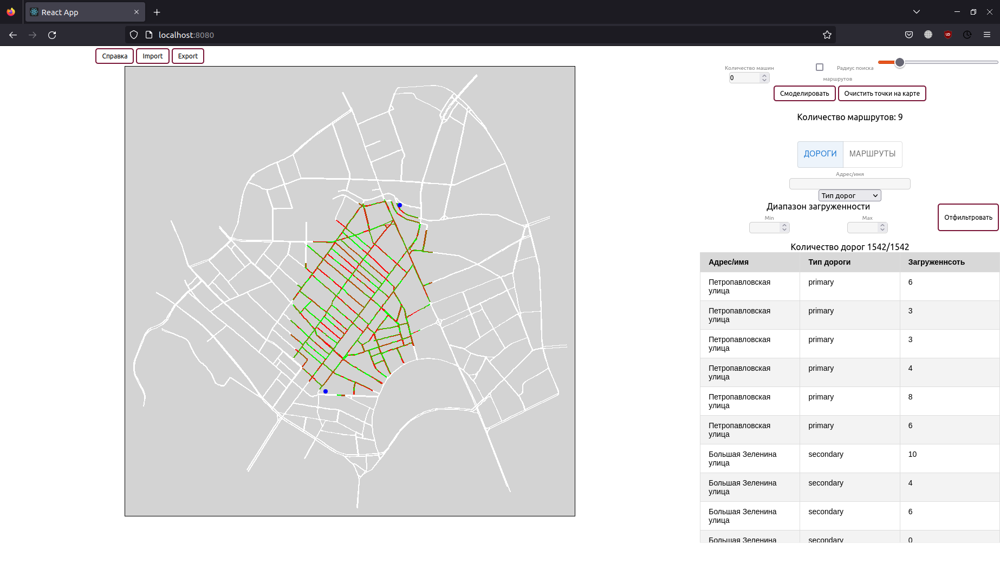 React App
localhost:8080
Справка Import Export
Количество машин
0
Радиус поиска
маршрутов
Смоделировать Очистить точки на карте
Количество маршрутов: 9
ДОРОГИ МАРШРУТЫ
Адрес/имя
Тип дорог
Диапазон загруженности
Min Max
Отфильтровать
Количество дорог 1542/1542
Адрес/имя Тип дороги Загруженнсоть
Петропавловская primary 6
улица
Петропавловская primary 3
улица
Петропавловская primary 3
улица
Петропавловская primary 4
улица
Петропавловская primary 8
улица
Петропавловская primary 6
улица
Большая Зеленина secondary 10
улица
Большая Зеленина secondary 4
улица
Большая Зеленина secondary 6
улица
Большая Зеленина secondary 0